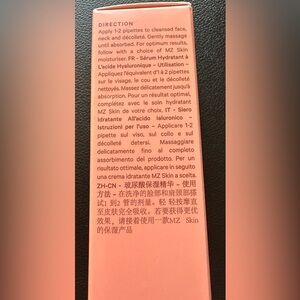 DIRECTION
Apply 1-2 pipettes to cleansed face,
neck and décolleté. Gently massage
until absorbed. For optimum results,
follow with a choice of MZ Skin
moisturiser. FR - Sérum Hydratant à
L'acide Hyaluronique - Utilisation -
Appliquez l'équivalent d'1 à 2 pipettes
sur le visage, le cou et le décolleté
nettoyés. Massez délicatement jusqu'à
absorption. Pour un résultat optimal,
complétez avec le soin hydratant
MZ Skin de votre choix. IT - Siero
Idratante All'acido Ialuronico -
Istruzioni per l'uso - Applicare 1-2
pipette sul viso, sul collo e sul
décolleté detersi. Massaggiare
delicatamente fino al completo
assorbimento del prodotto. Per un
risultato ottimale, applicare in seguito
una crema idratante MZ Skin a scelta.
ZH-CN - 玻尿酸保湿精华 - 使用
方法 - 在洗净的脸部和肩颈部搽
试1到2 管的剂量。轻 轻按摩直
至皮肤完全吸收。若要获得更优
效果，请接着使用一款MZ Skin
的保湿产品